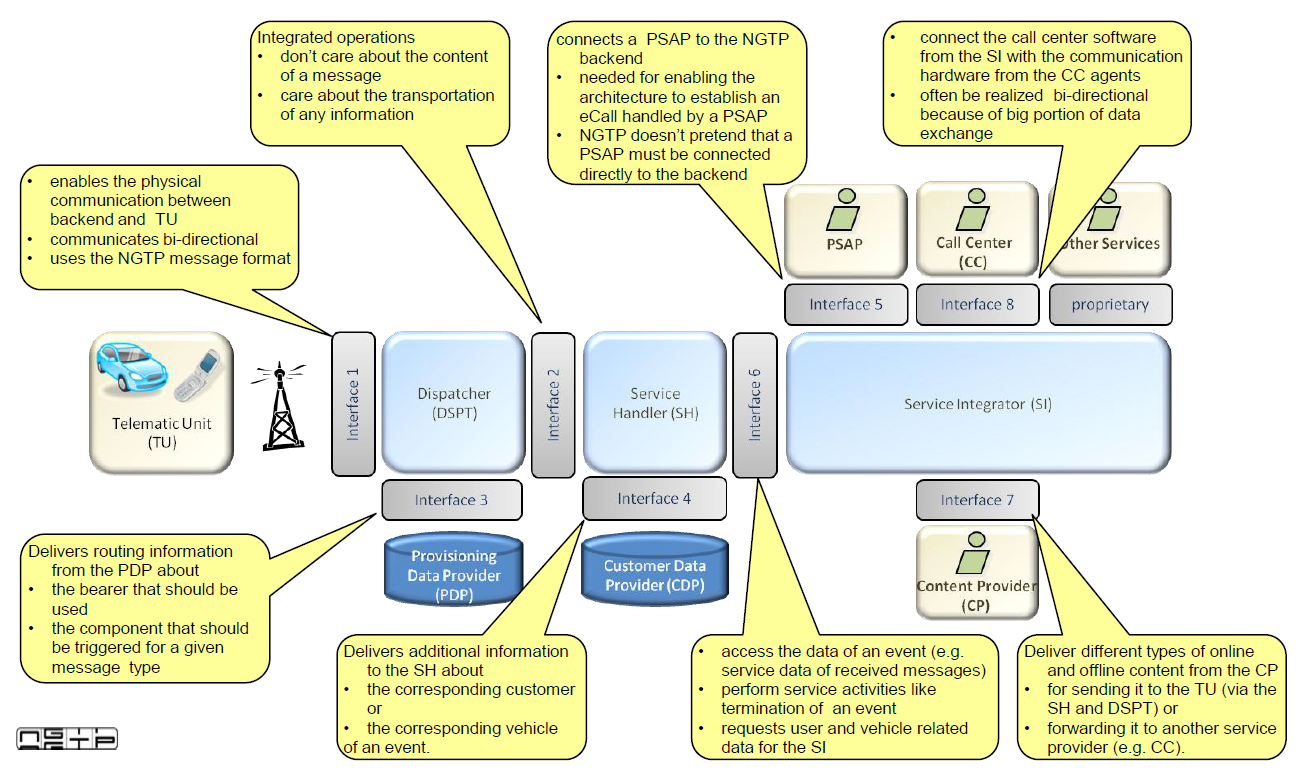 Integrated operations
• don't care about the content
of a message
• care about the transportation
of any information
connects a PSAP to the NGTP
backend
• needed for enabling the
architecture to establish an
eCall handled by a PSAP
• NGTP doesn't pretend that a
PSAP must be connected
directly to the backend
• connect the call center software
from the SI with the communication
hardware from the CC agents
• often be realized bi-directional
because of big portion of data
exchange
• enables the physical
communication between
backend and TU
• communicates bi-directional
• uses the NGTP message format
PSAP
Call Center
(CC)
Other Services
Interface 5
Interface 8
proprietary
Telematic Unit
(TU)
Interface 1
Dispatcher
(DSPT)
Interface 2
Service
Handler (SH)
Interface 6
Service Integrator (SI)
Interface 3
Interface 4
Interface 7
Provisioning
Data Provider
(PDP)
Customer Data
Provider (CDP)
Content Provider
(CP)
Delivers routing information
from the PDP about
• the bearer that should be
used
• the component that should
be triggered for a given
message type
Delivers additional information
to the SH about
• the corresponding customer
or
• the corresponding vehicle
of an event.
• access the data of an event (e.g.
service data of received messages)
• perform service activities like
termination of an event
• requests user and vehicle related
data for the SI
Deliver different types of online
and offline content from the CP
• for sending it to the TU (via the
SH and DSPT) or
• forwarding it to another service
provider (e.g. CC).
NGTP